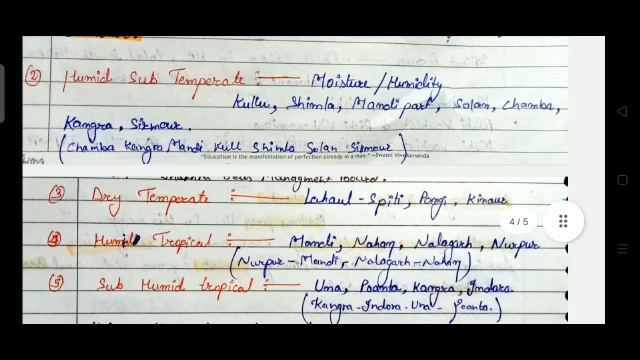 ② Humid Sub Temperate :— Moisture/Humidity
Kullu, Shimla, Mandi part, Solan, Chamba,
Kangra, Sirmour.
(Chamba Kangra Mandi Kull Shimla Solan Sirmour)
"Education is the manifestation of perfection already in a man." —Swami Vivekananda
③ Dry Temperate :— Lahaul - Spiti, Pangi, Kinaur
4/5
④ Humid Tropical :— Mandi, Nahan, Nalagarh, Nurpur
(Nurpur - Mandi, - Nalagarh - Nahan)
⑤ Sub Humid tropical :— Una, Poanta, Kangra, Indora.
(Kangra - Indora - Una - Poanta.)